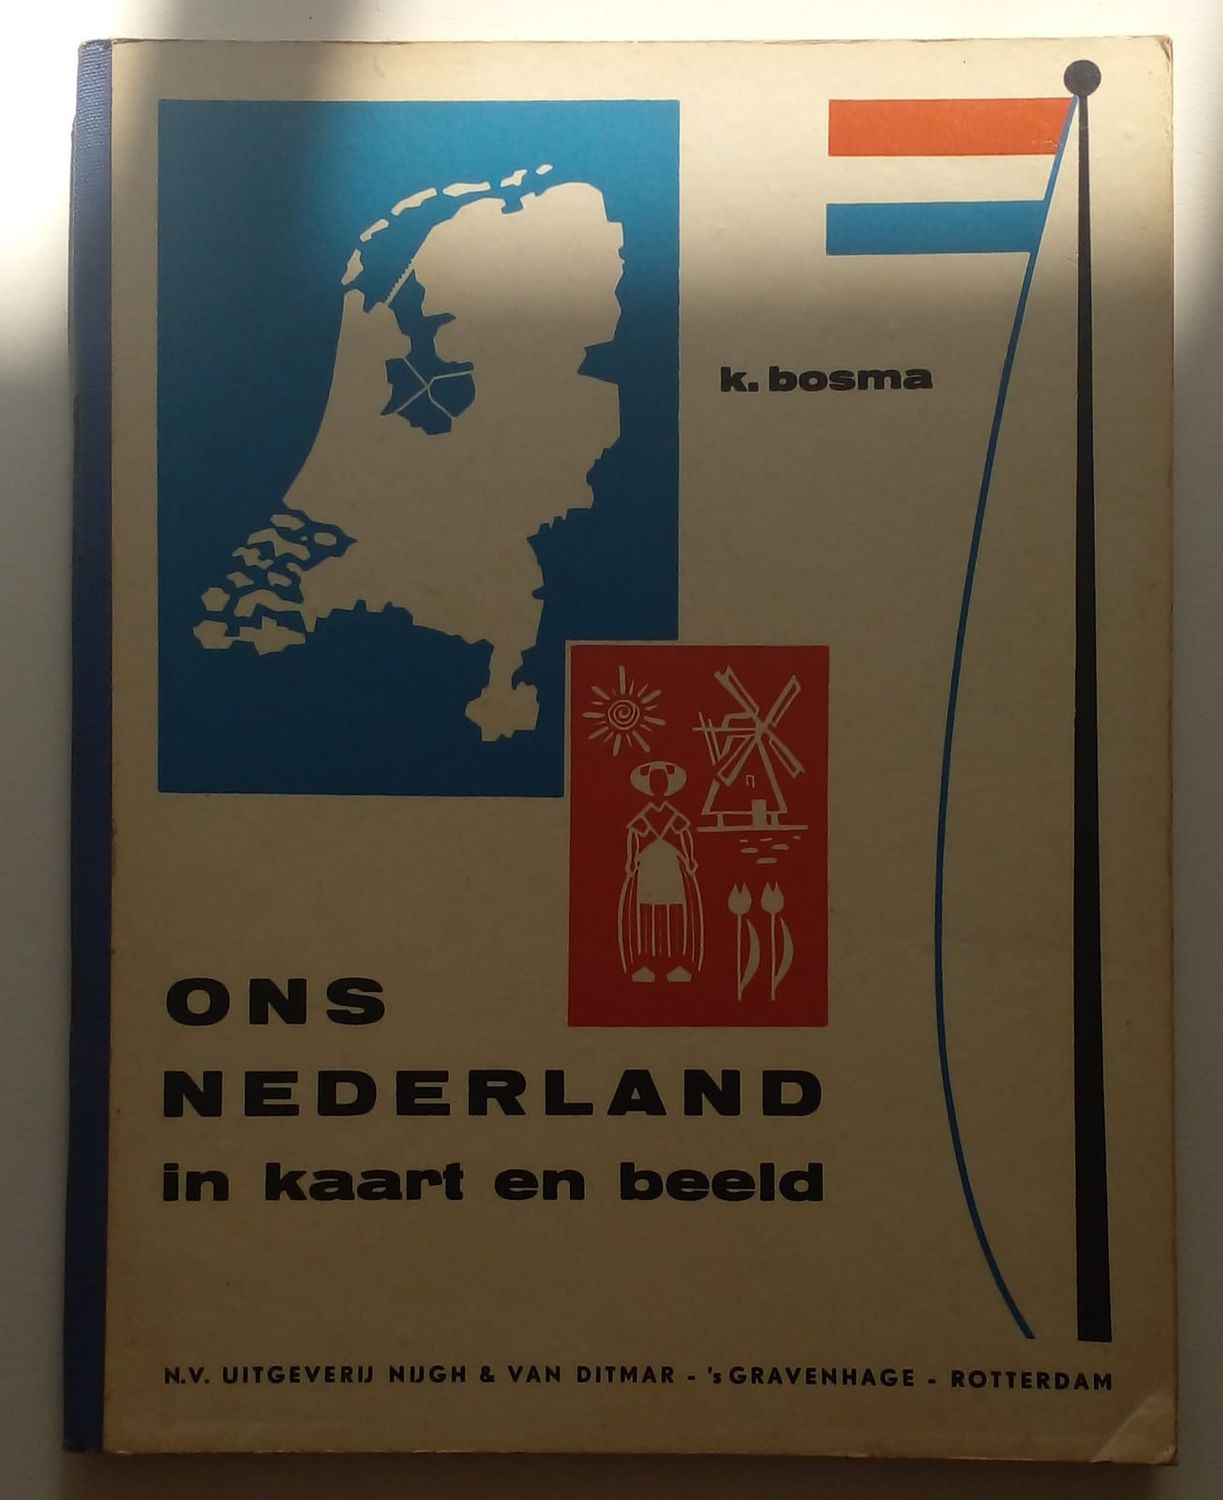 k. bosma
ONS
NEDERLAND
in kaart en beeld
N.V. UITGEVERIJ NIJGH & VAN DITMAR - 's GRAVENHAGE - ROTTERDAM